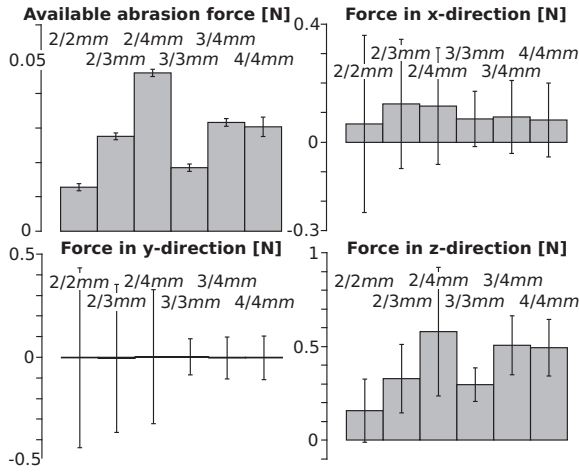 Available abrasion force [N]
0.05
0
2/2mm
2/3mm
2/4mm
3/3mm
3/4mm
4/4mm
Force in x-direction [N]
0.4
0
-0.3
2/2mm
2/3mm
2/4mm
3/3mm
3/4mm
4/4mm
Force in y-direction [N]
0.5
0
-0.5
2/2mm
2/3mm
2/4mm
3/3mm
3/4mm
4/4mm
Force in z-direction [N]
1
0.5
0
2/2mm
2/3mm
2/4mm
3/3mm
3/4mm
4/4mm